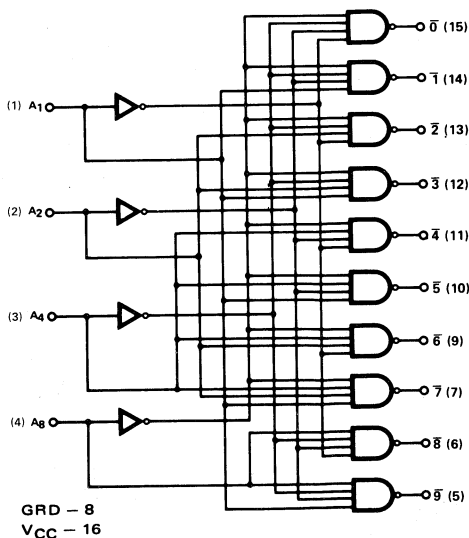 0̅ (15)
1̅ (14)
(1) A1
2̅ (13)
3̅ (12)
(2) A2
4̅ (11)
5̅ (10)
(3) A4
6̅ (9)
7̅ (7)
(4) A8
8̅ (6)
9̅ (5)
GRD – 8
VCC – 16